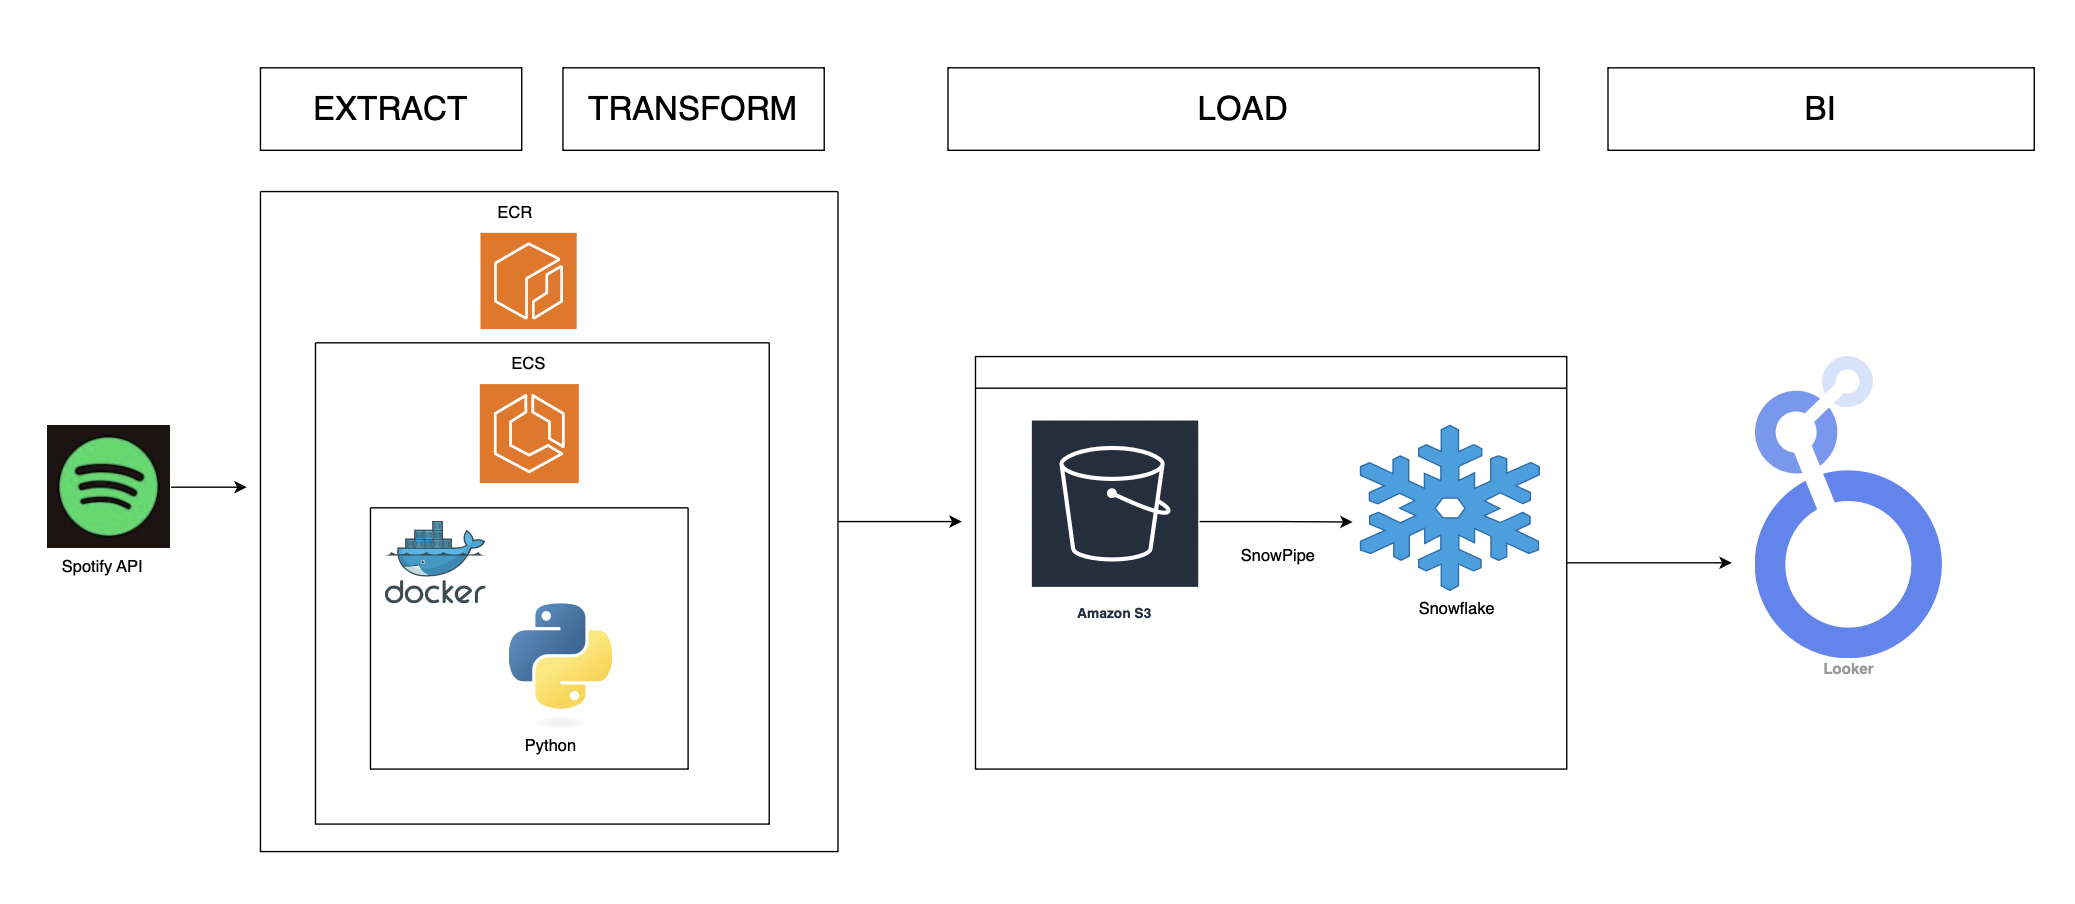 EXTRACT
TRANSFORM
LOAD
BI
ECR
ECS
docker
Python
Spotify API
Amazon S3
SnowPipe
Snowflake
Looker